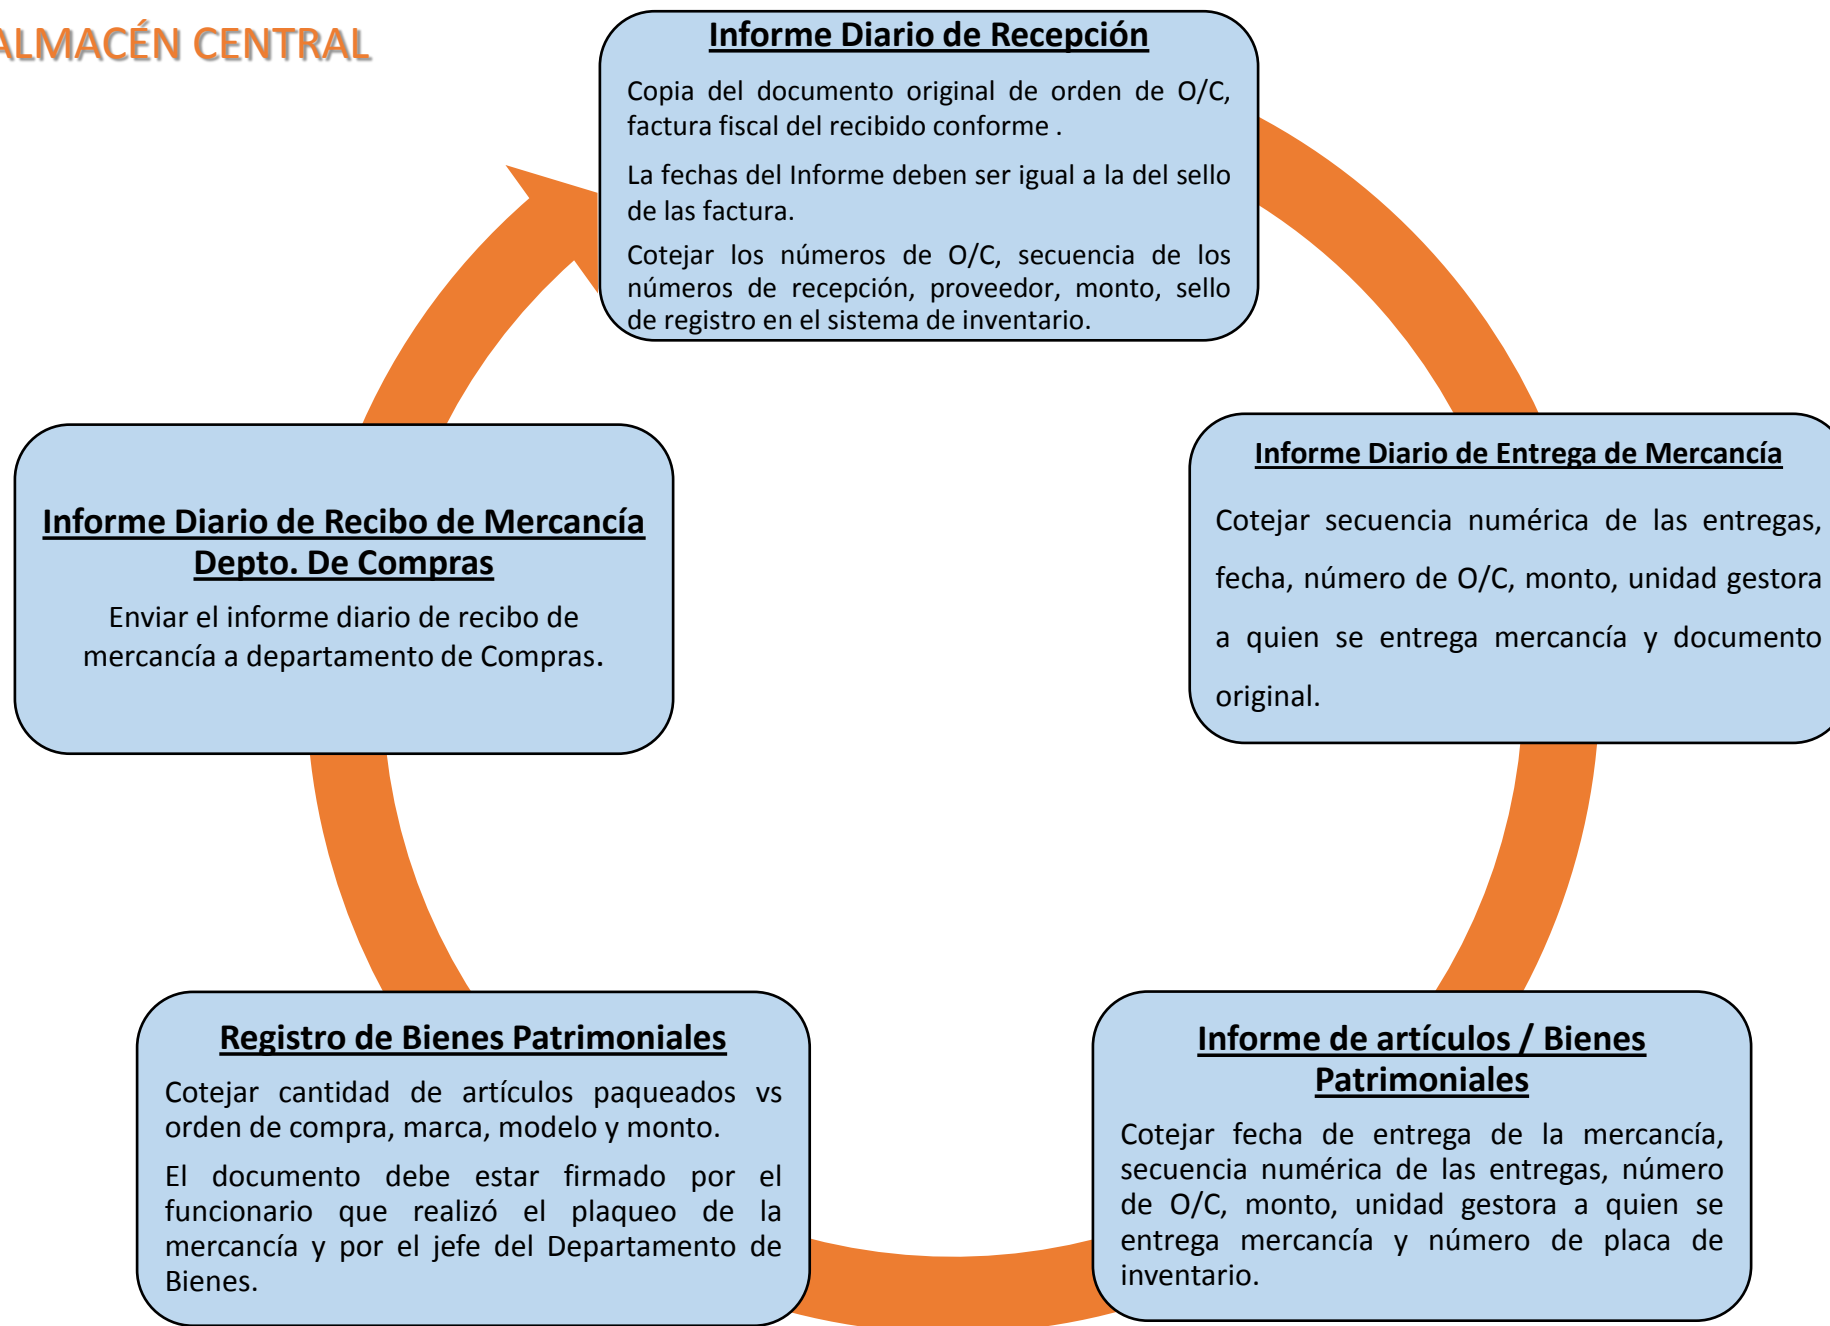 ALMACÉN CENTRAL
Informe Diario de Recepción
Copia del documento original de orden de O/C,
factura fiscal del recibido conforme .
La fechas del Informe deben ser igual a la del sello
de las factura.
Cotejar los números de O/C, secuencia de los
números de recepción, proveedor, monto, sello
de registro en el sistema de inventario.
Informe Diario de Entrega de Mercancía
Cotejar secuencia numérica de las entregas,
fecha, número de O/C, monto, unidad gestora
a quien se entrega mercancía y documento
original.
Informe de artículos / Bienes
Patrimoniales
Cotejar fecha de entrega de la mercancía,
secuencia numérica de las entregas, número
de O/C, monto, unidad gestora a quien se
entrega mercancía y número de placa de
inventario.
Registro de Bienes Patrimoniales
Cotejar cantidad de artículos paqueados vs
orden de compra, marca, modelo y monto.
El documento debe estar firmado por el
funcionario que realizó el plaqueo de la
mercancía y por el jefe del Departamento de
Bienes.
Informe Diario de Recibo de Mercancía
Depto. De Compras
Enviar el informe diario de recibo de
mercancía a departamento de Compras.